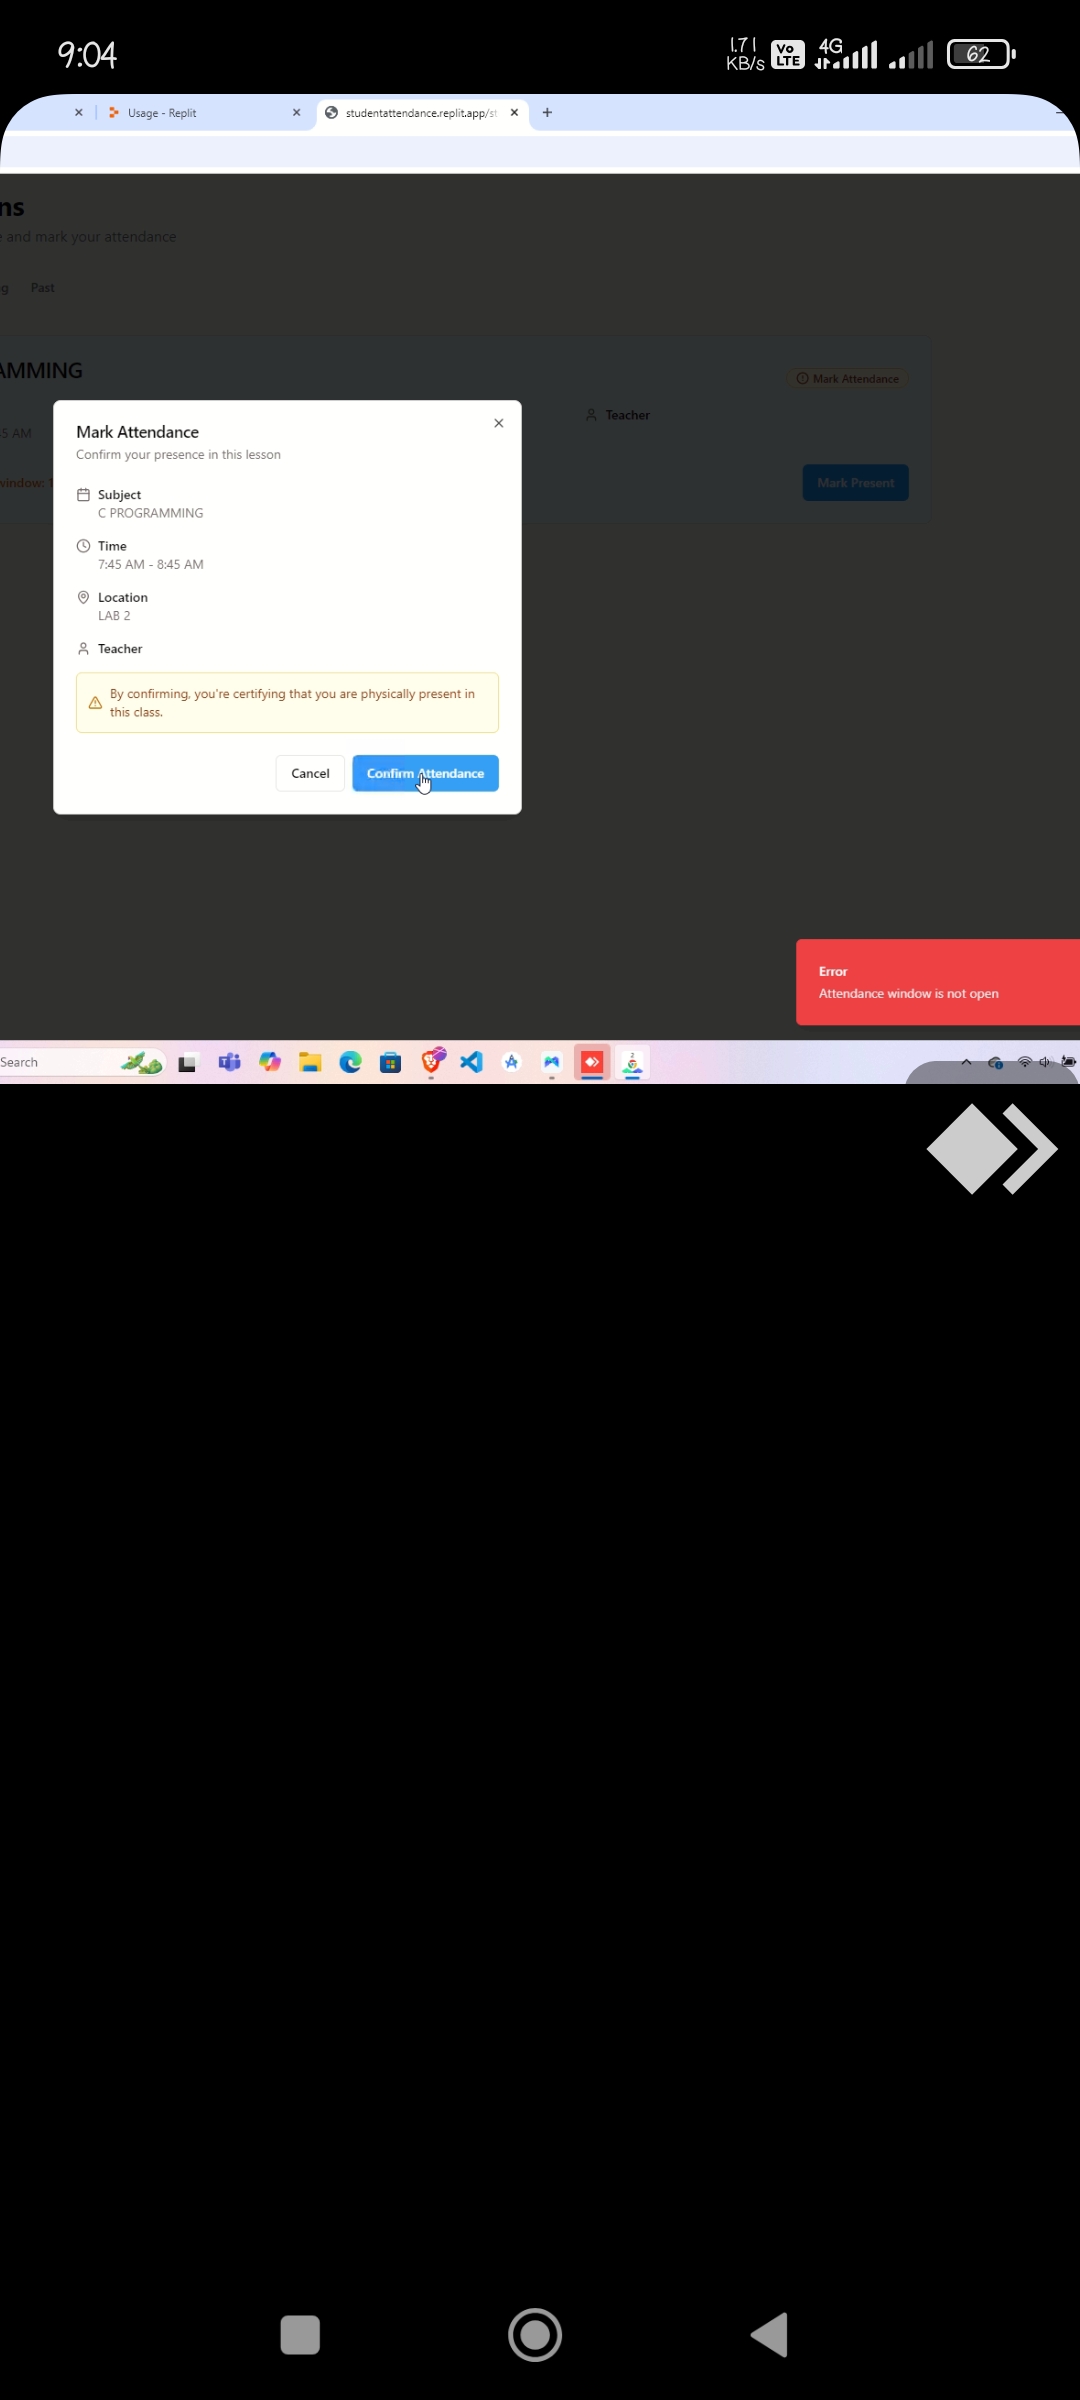 9:04
1.71 KB/s
Vo LTE
4G
62
Usage - Replit
studentattendance.replit.app/st
ns
e and mark your attendance
g Past
AMMING
Mark Attendance
5 AM
Teacher
window: 1
Mark Present
Mark Attendance
Confirm your presence in this lesson
Subject
C PROGRAMMING
Time
7:45 AM - 8:45 AM
Location
LAB 2
Teacher
By confirming, you're certifying that you are physically present in
this class.
Cancel
Confirm Attendance
Error
Attendance window is not open
Search